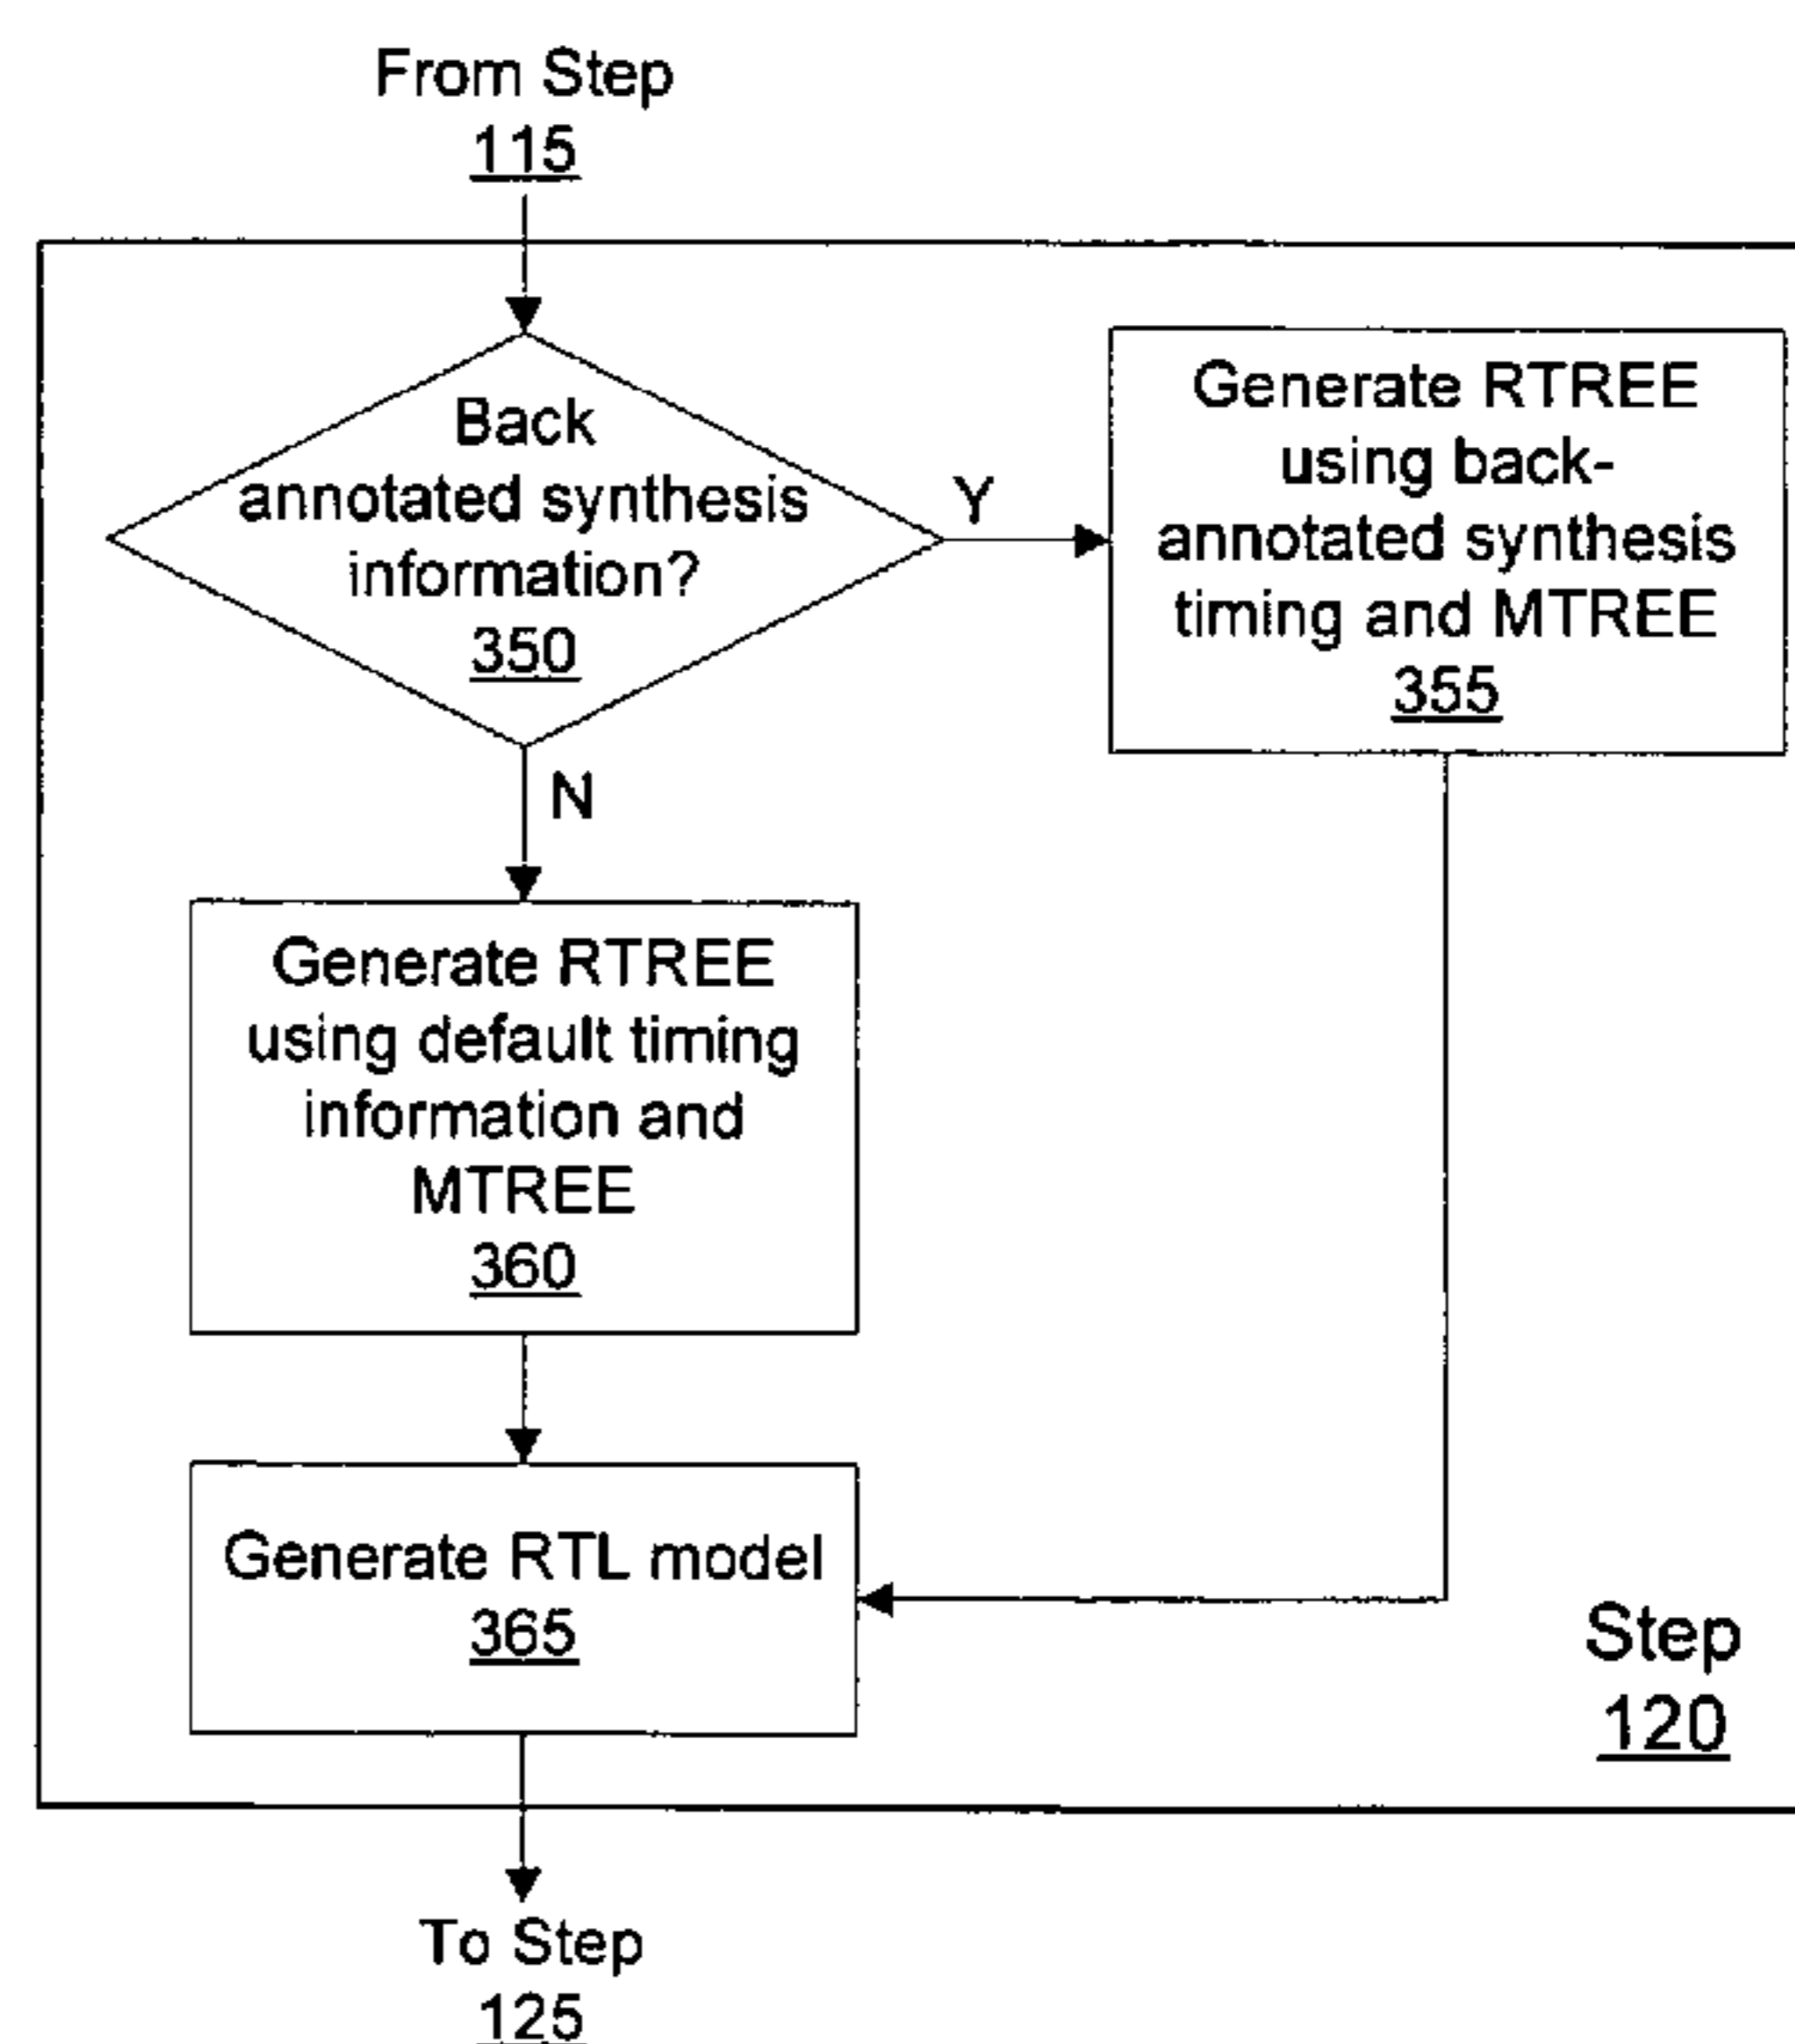 From Step
115
Back
annotated synthesis
information?
350
Y
Generate RTREE
using back-
annotated synthesis
timing and MTREE
355
N
Generate RTREE
using default timing
information and
MTREE
360
Generate RTL model
365
Step
120
To Step
125